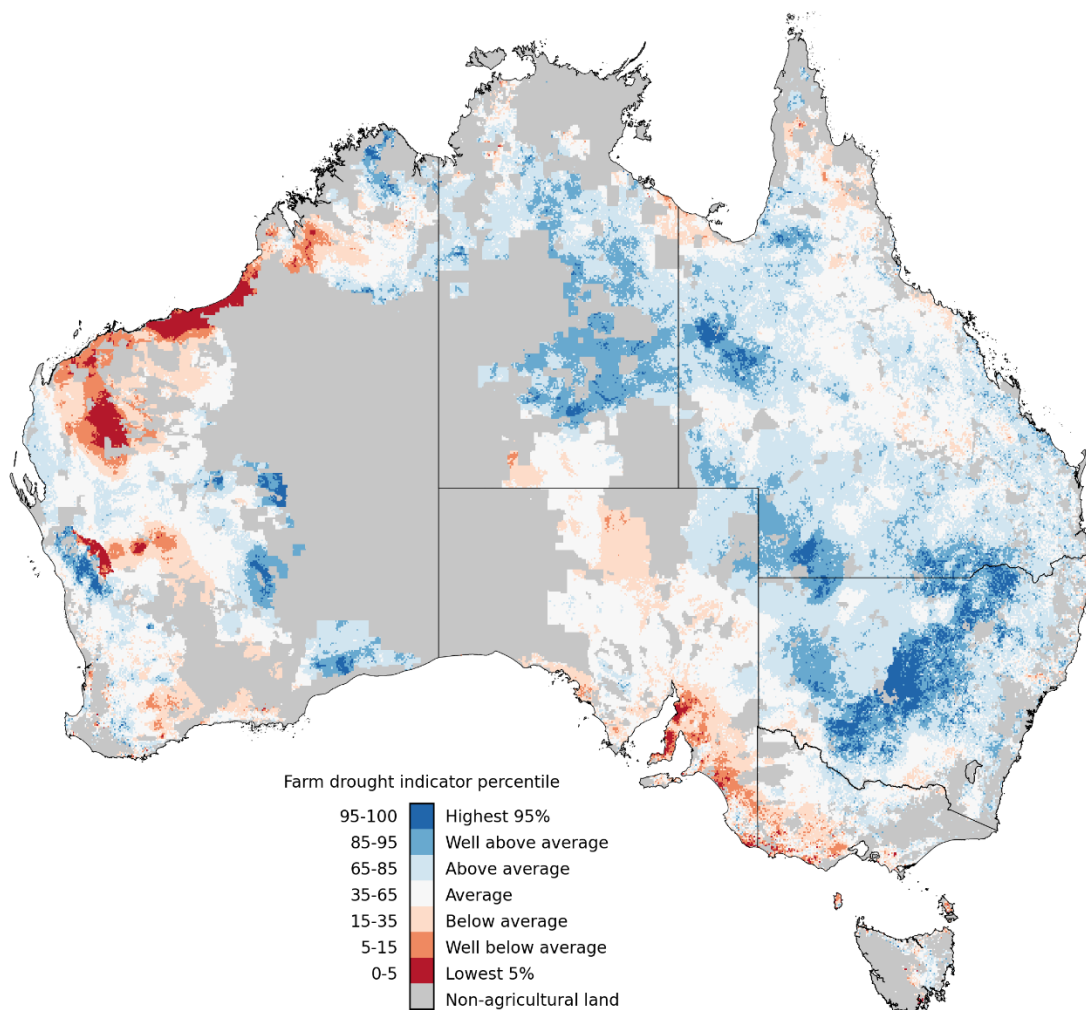 Farm drought indicator percentile
95-100 Highest 95%
85-95 Well above average
65-85 Above average
35-65 Average
15-35 Below average
5-15 Well below average
0-5 Lowest 5%
Non-agricultural land